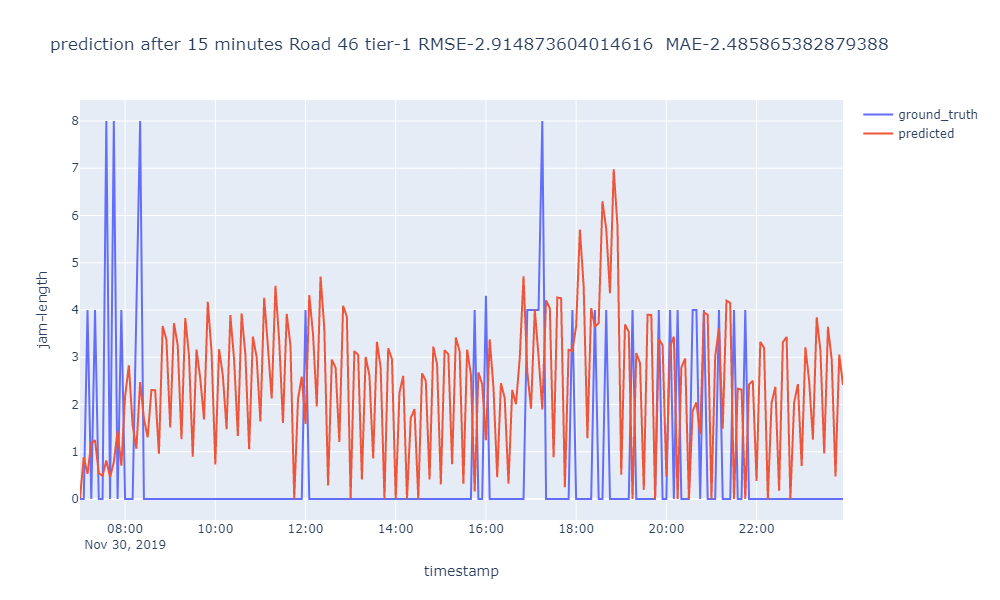 prediction after 15 minutes Road 46 tier-1 RMSE-2.914873604014616  MAE-2.485865382879388
ground_truth
predicted
jam-length
8
7
6
5
4
3
2
1
0
08:00 10:00 12:00 14:00 16:00 18:00 20:00 22:00
Nov 30, 2019
timestamp